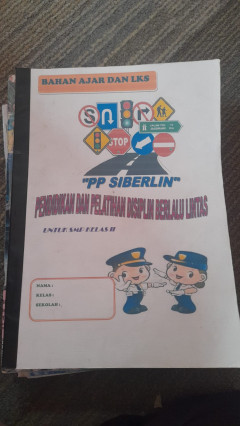 BAHAN AJAR DAN LKS
STOP
"PP SIBERLIN"
PENDIDIKAN DAN PELATIHAN DISIPLIN BERLALU LINTAS
UNTUK SMP KELAS
NAMA :
KELAS :
SEKOLAH :